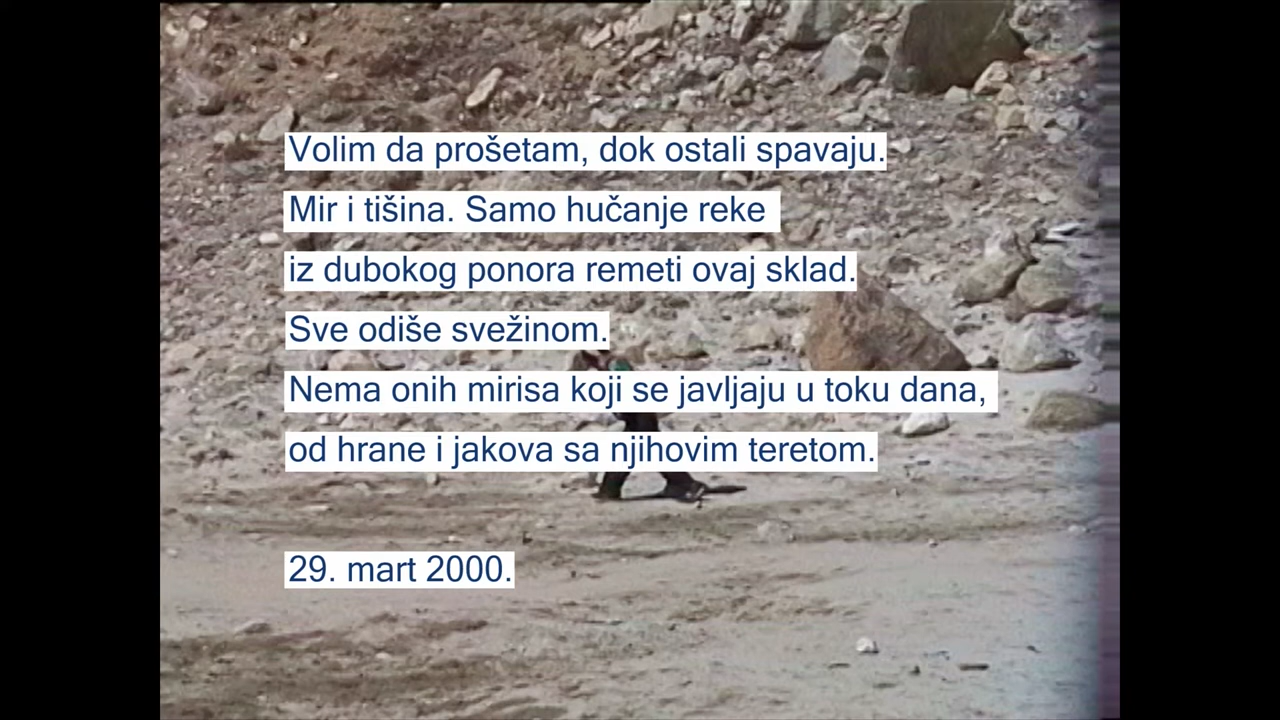 Volim da prošetam, dok ostali spavaju.
Mir i tišina. Samo hučanje reke
iz dubokog ponora remeti ovaj sklad.
Sve odiše svežinom.
Nema onih mirisa koji se javljaju u toku dana,
od hrane i jakova sa njihovim teretom.
29. mart 2000.